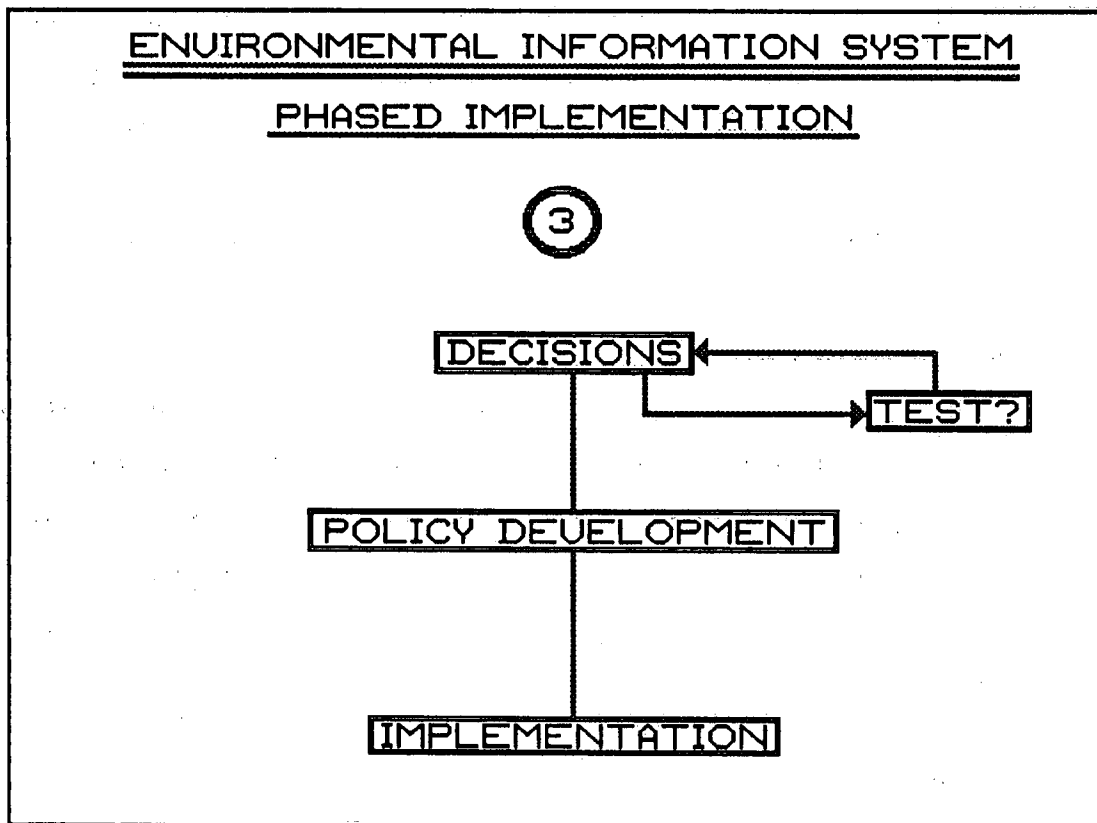 ENVIRONMENTAL INFORMATION SYSTEM
PHASED IMPLEMENTATION
3
DECISIONS
TEST?
POLICY DEVELOPMENT
IMPLEMENTATION